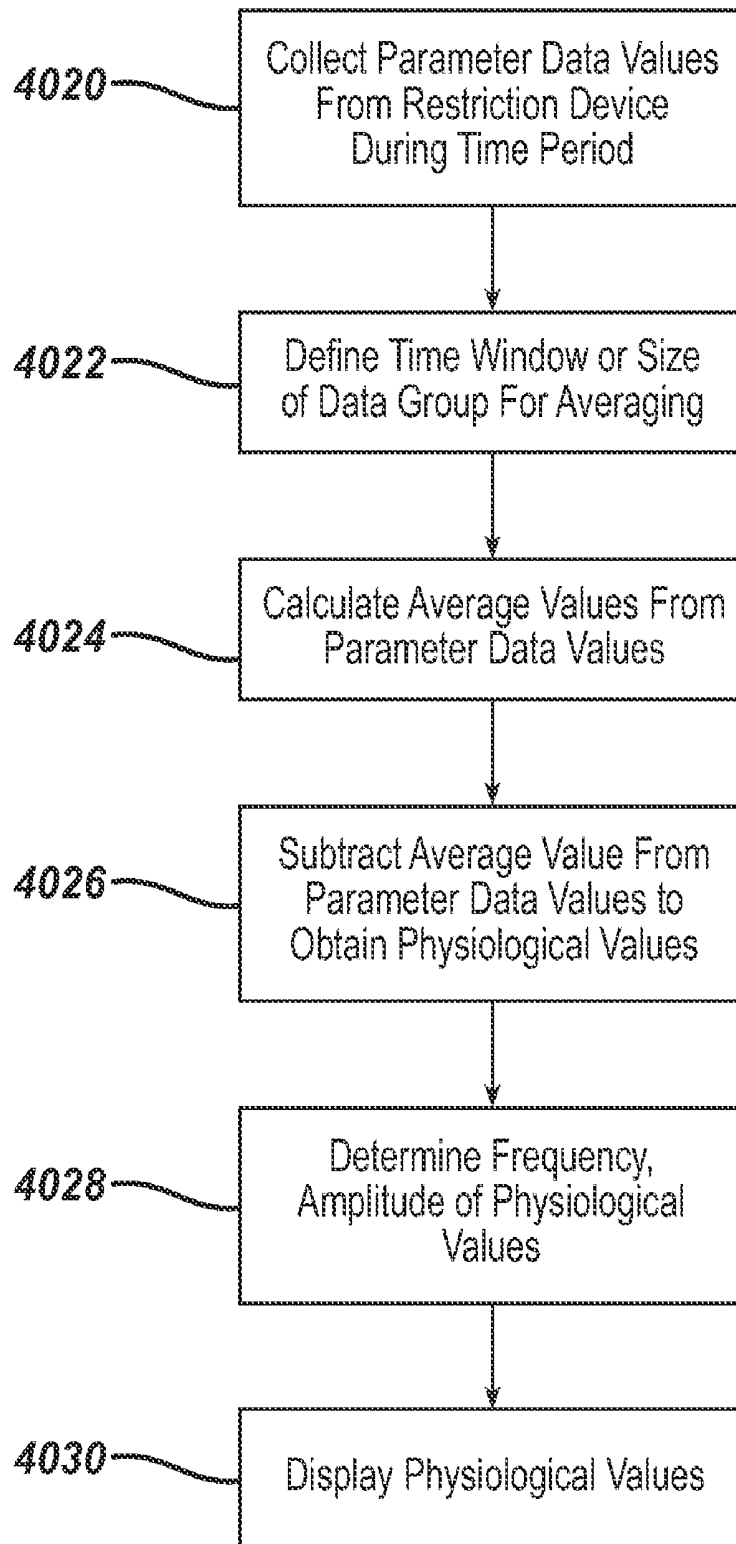 4020
Collect Parameter Data Values
From Restriction Device
During Time Period
4022
Define Time Window or Size
of Data Group For Averaging
4024
Calculate Average Values From
Parameter Data Values
4026
Subtract Average Value From
Parameter Data Values to
Obtain Physiological Values
4028
Determine Frequency,
Amplitude of Physiological
Values
4030
Display Physiological Values